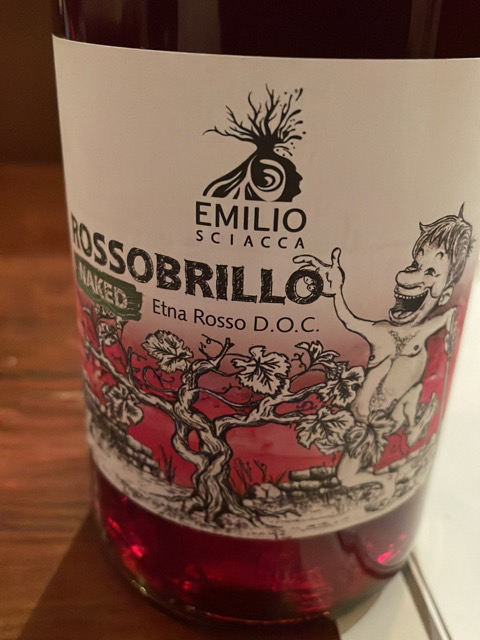 EMILIO
SCIACCA
ROSSOBRILLO
NAKED
Etna Rosso D.O.C.